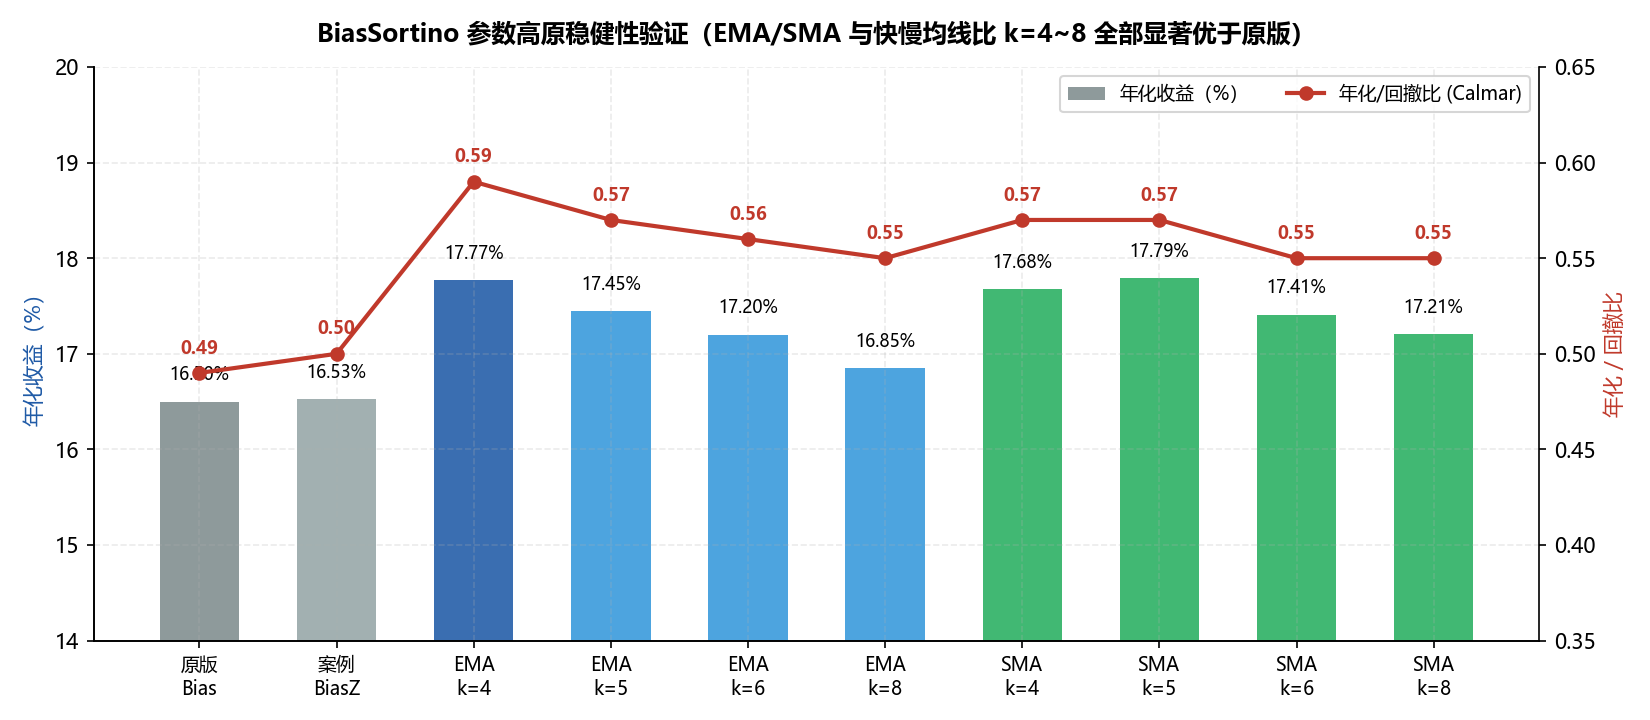 BiasSortino 参数高原稳健性验证（EMA/SMA 与快慢均线比 k=4~8 全部显著优于原版）
年化收益（%）
年化/回撤比 (Calmar)
20
19
18
17
16
15
14
年化收益（%）
0.65
0.60
0.55
0.50
0.45
0.40
0.35
年化 / 回撤比
0.49
0.50
0.59
0.57
0.56
0.55
0.57
0.57
0.55
0.55
16.53%
17.77%
17.45%
17.20%
16.85%
17.68%
17.79%
17.41%
17.21%
原版
Bias
案例
BiasZ
EMA
k=4
EMA
k=5
EMA
k=6
EMA
k=8
SMA
k=4
SMA
k=5
SMA
k=6
SMA
k=8